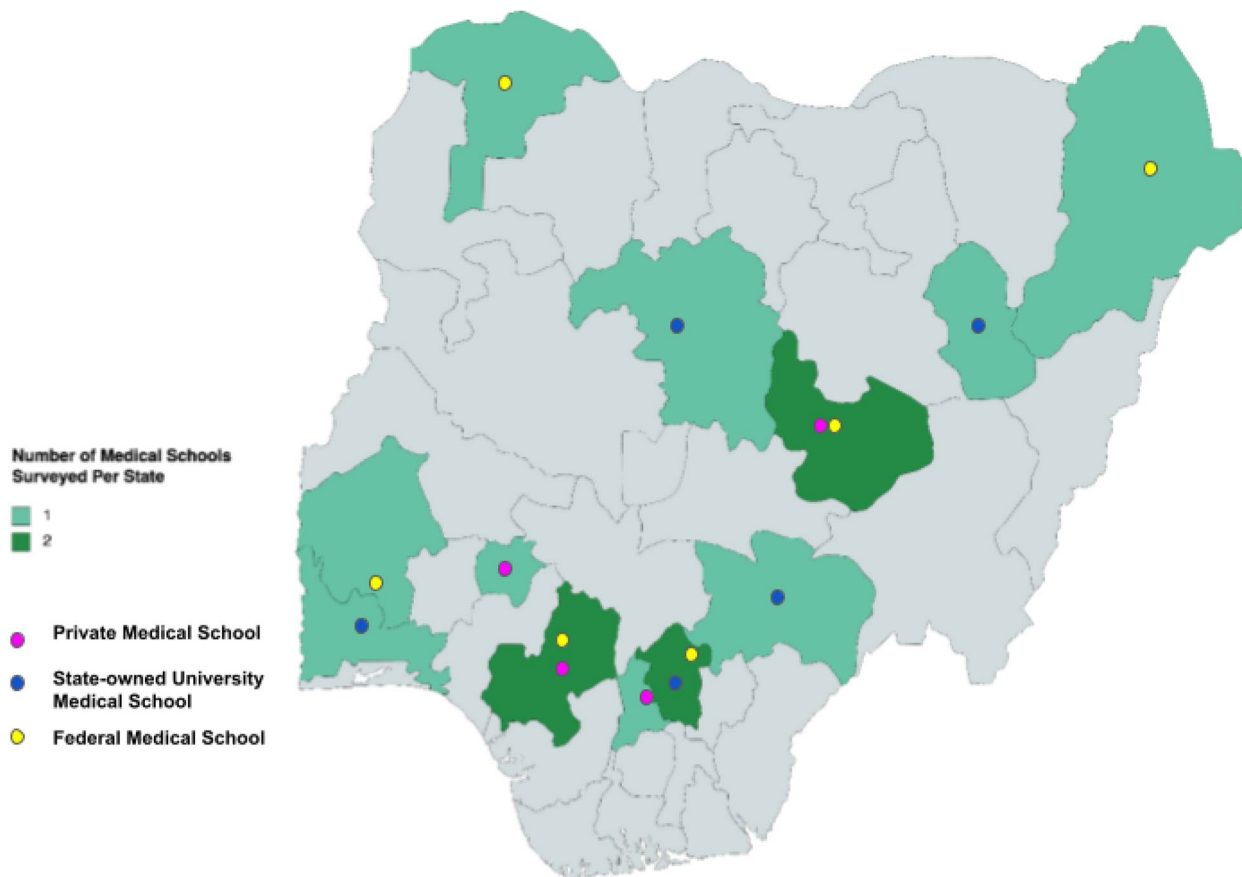 Number of Medical Schools
Surveyed Per State
1
2
Private Medical School
State-owned University
Medical School
Federal Medical School